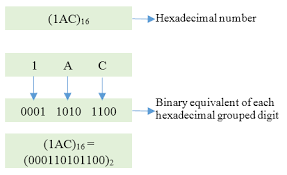 (1AC)₁₆ Hexadecimal number
1 A C
0001 1010 1100 Binary equivalent of each
hexadecimal grouped digit
(1AC)₁₆ =
(000110101100)₂